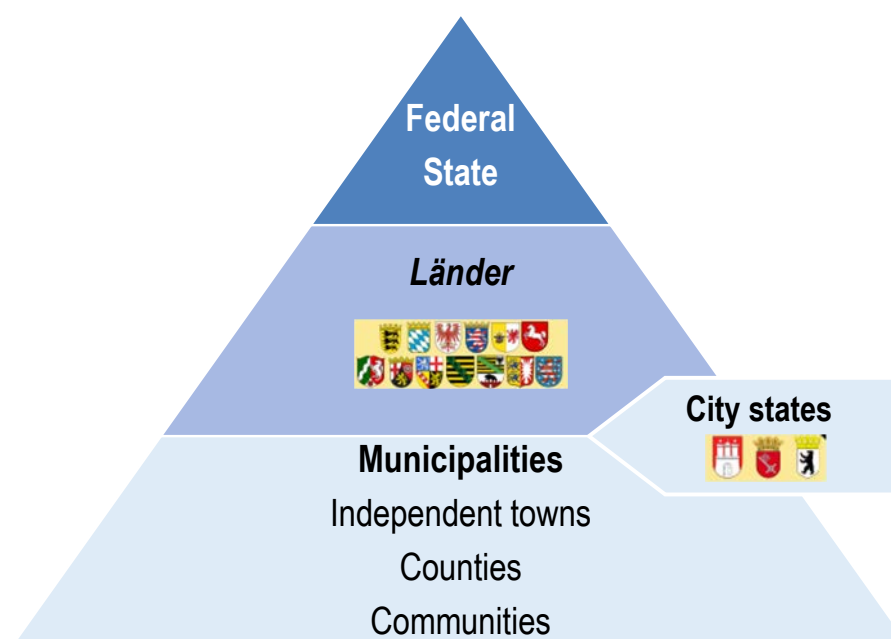 Federal
State
Länder
City states
Municipalities
Independent towns
Counties
Communities